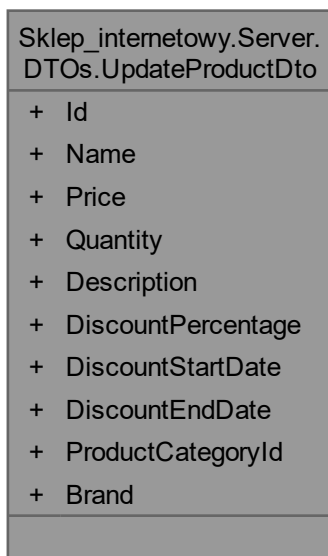 Sklep_internetowy.Server.
DTOs.UpdateProductDto
+ Id
+ Name
+ Price
+ Quantity
+ Description
+ DiscountPercentage
+ DiscountStartDate
+ DiscountEndDate
+ ProductCategoryId
+ Brand